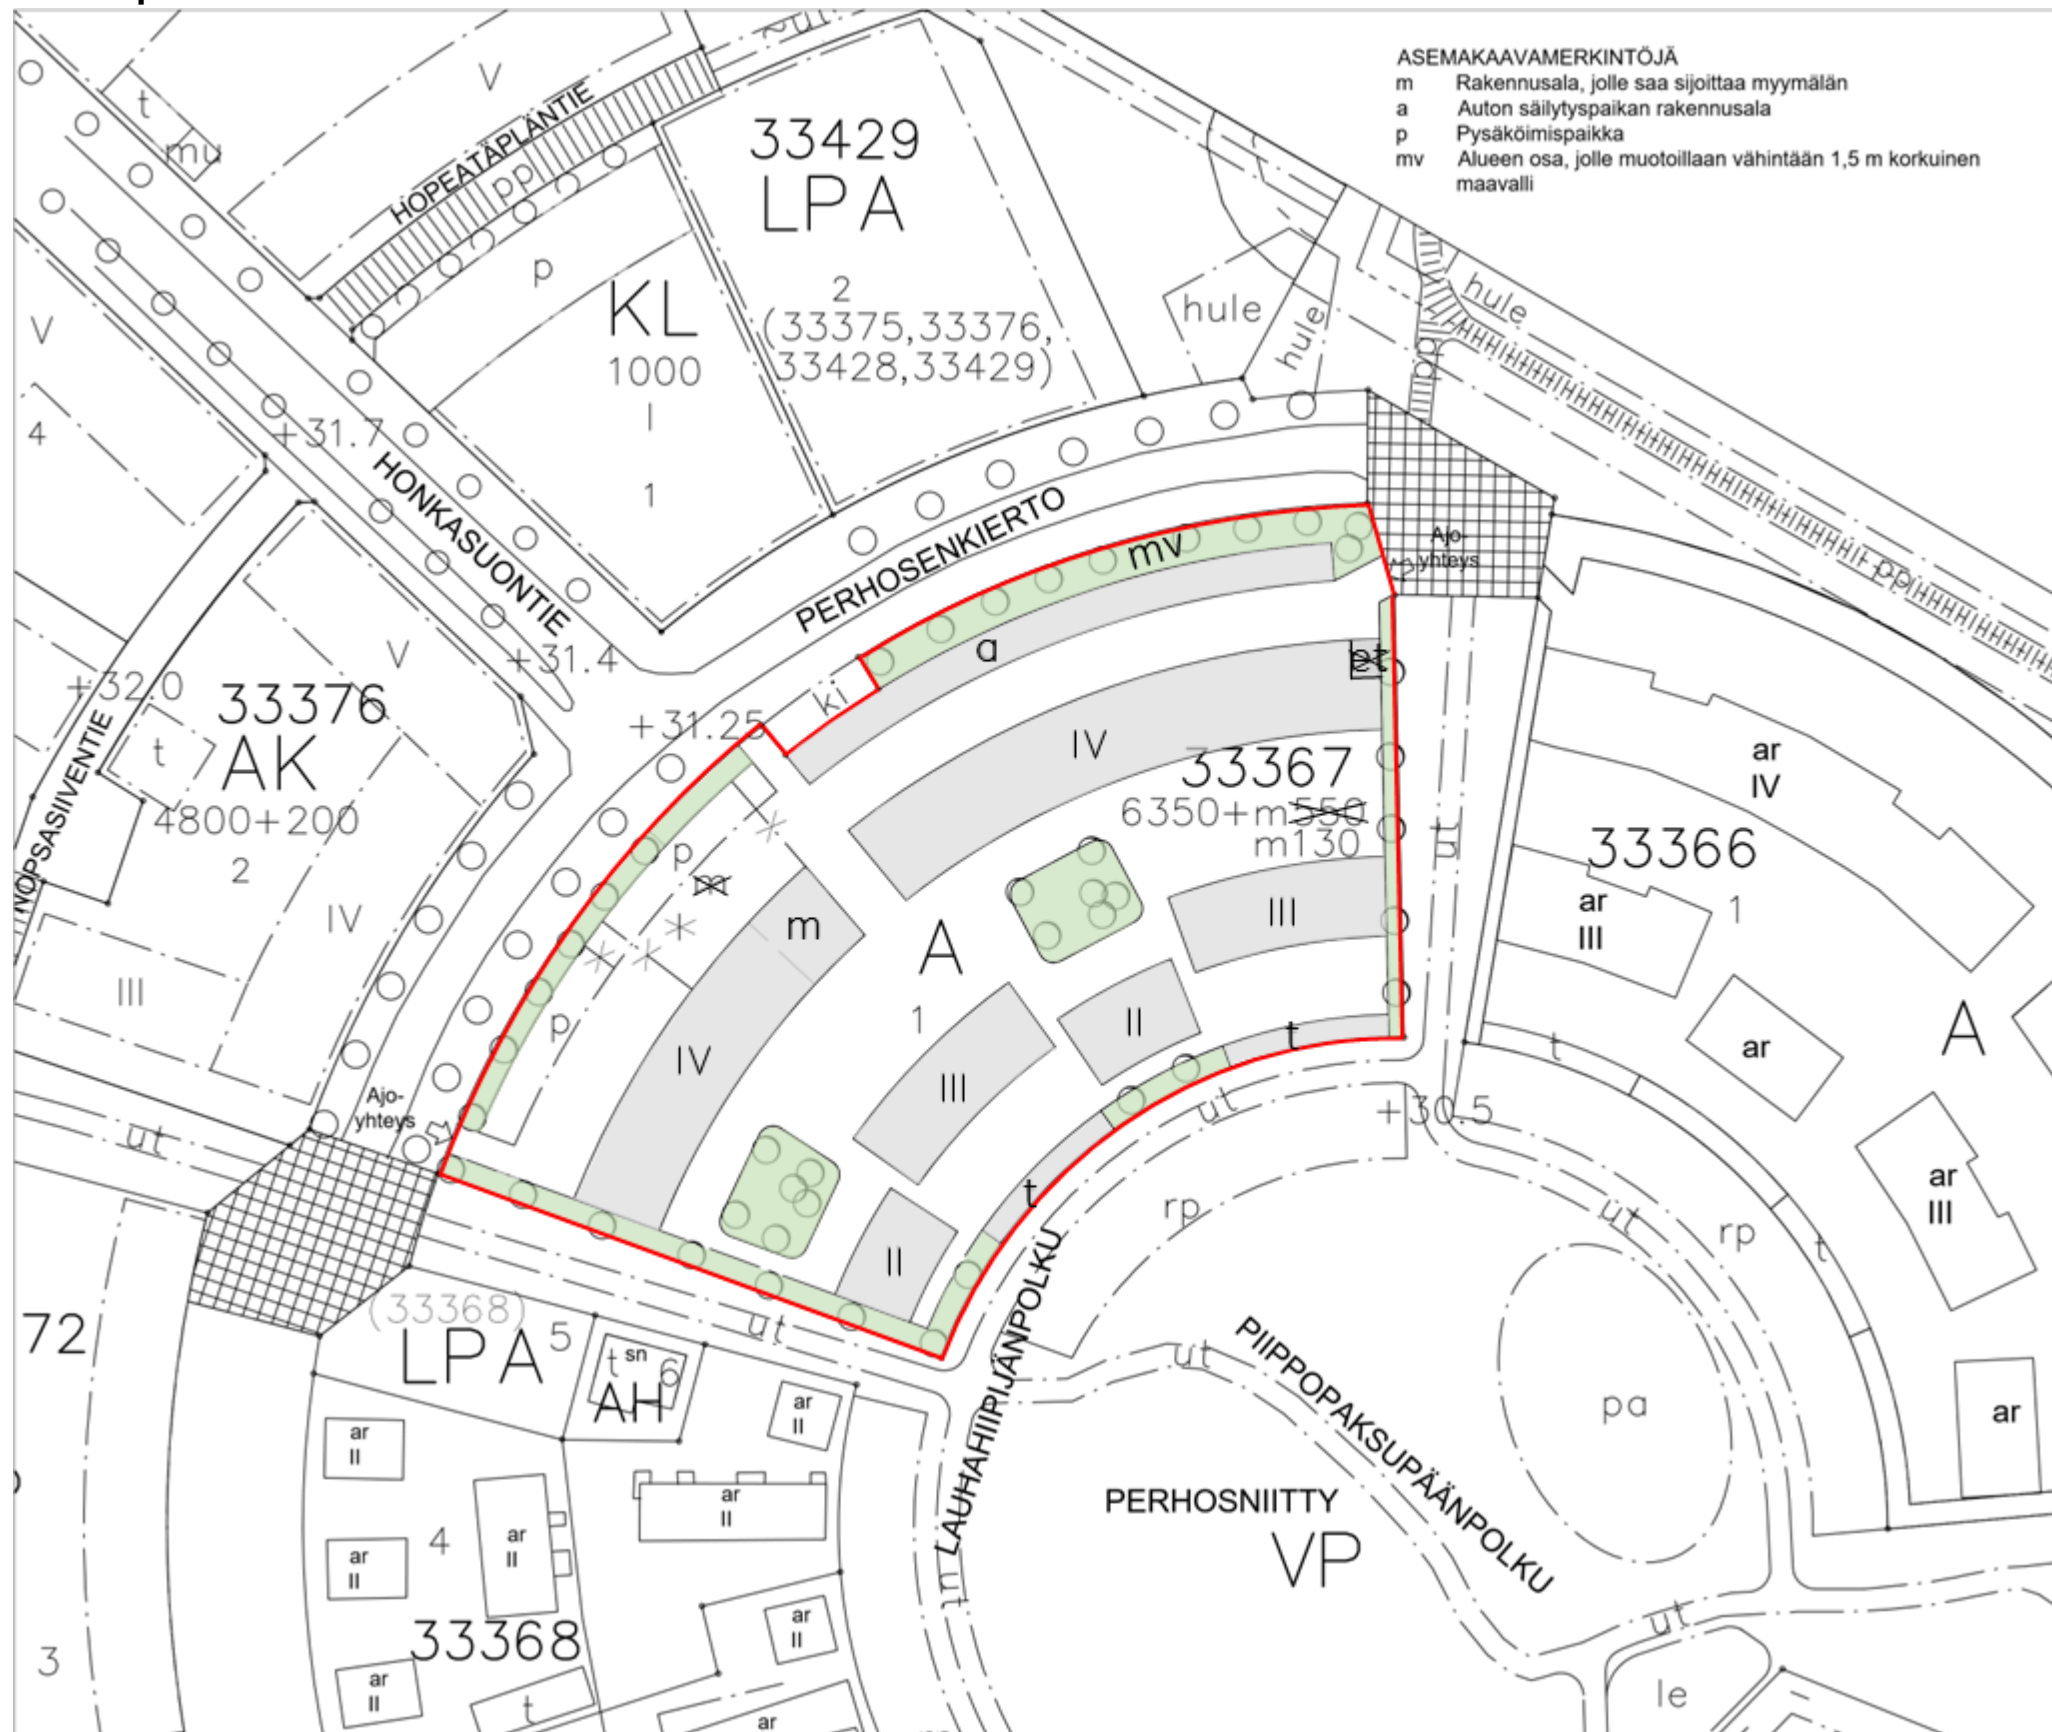 ASEMAKAAVAMERKINTÖJÄ
m Rakennusala, jolle saa sijoittaa myymälän
a Auton säilytyspaikan rakennusala
p Pysäköimispaikka
mv Alueen osa, jolle muotoillaan vähintään 1,5 m korkuinen
maavalli
~ut
V
t
mu
HOPEATÄPLÄNTIE
pp
33429
LPA
2
(33375,33376,
33428,33429)
p
KL
1000
I
1
hule
hule
hule
pp
V
4
+31.7
HONKASUONTIE
PERHOSENKIERTO
mv
Ajo-
yhteys
pp
a
et
V
+31.4
+32.0
33376
AK
4800+200
2
t
NOPSASIIVENTIE
IV
III
+31.25
ki
IV
33367
6350+m550
m130
ut
ar
IV
33366
1
ar
III
p
m
m
A
1
III
II
III
IV
p
t
t
II
Ajo-
yhteys
ut
ut
+30.5
t
ar
A
ar
III
rp
ut
rp
t
t
72
(33368)
LPA
5
t sn
6
AH
ut
LAUHAHIIPIJÄNPOLKU
ut
PIIPPOPAKSUPÄÄNPOLKU
pa
ar
ar
II
ar
II
ar
II
ar
II
4
ar
II
PERHOSNIITTY
VP
ut
ar
II
33368
3
ar
II
t
ar
ut
le